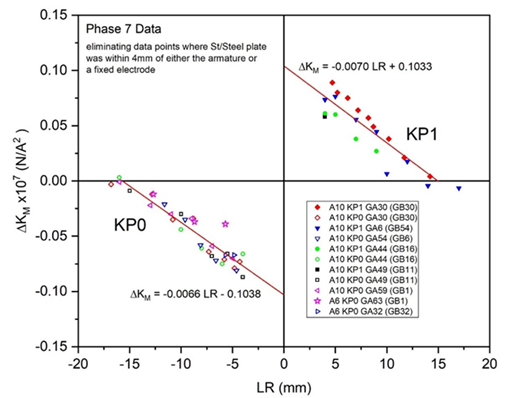 Phase 7 Data
eliminating data points where St/Steel plate
was within 4mm of either the armature or
a fixed electrode
ΔK_M = -0.0070 LR + 0.1033
KP1
KP0
ΔK_M = -0.0066 LR - 0.1038
A10 KP1 GA30 (GB30)
A10 KP0 GA30 (GB30)
A10 KP1 GA6 (GB54)
A10 KP0 GA54 (GB6)
A10 KP1 GA44 (GB16)
A10 KP0 GA44 (GB16)
A10 KP1 GA49 (GB11)
A10 KP0 GA49 (GB11)
A10 KP0 GA59 (GB1)
A6 KP0 GA63 (GB1)
A6 KP0 GA32 (GB32)
ΔK_M x10⁷ (N/A²)
0.15
0.10
0.05
0.00
-0.05
-0.10
-0.15
-20
-15
-10
-5
0
5
10
15
20
LR (mm)